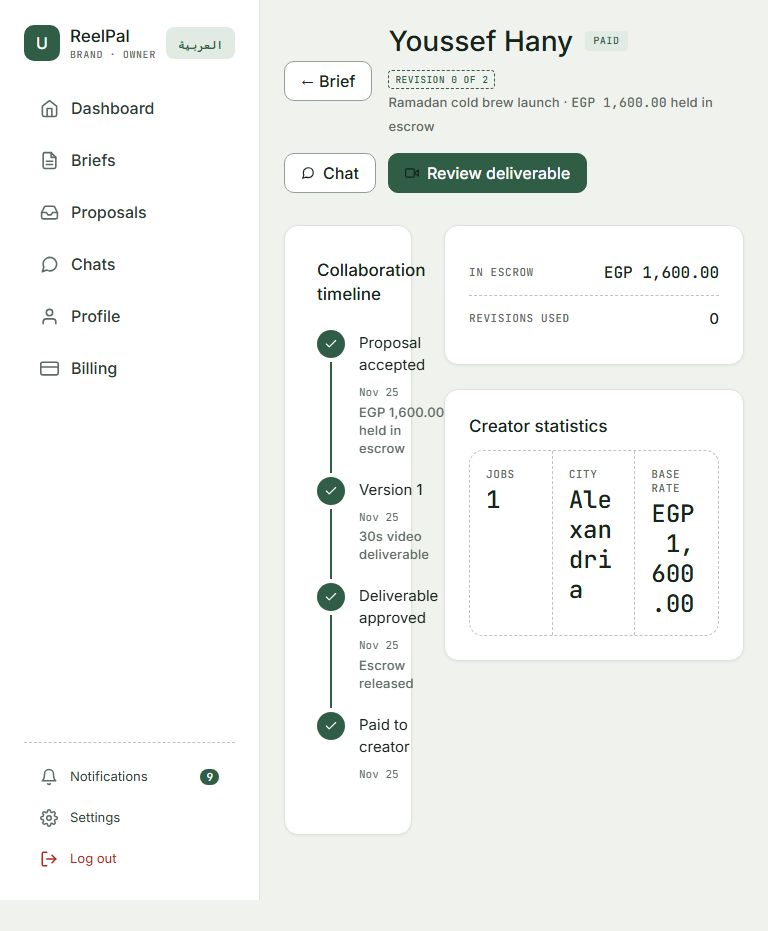 U
ReelPal
BRAND · OWNER
العربية
Dashboard
Briefs
Proposals
Chats
Profile
Billing
Notifications
9
Settings
Log out
← Brief
Youssef Hany
PAID
REVISION 0 OF 2
Ramadan cold brew launch · EGP 1,600.00 held in
escrow
Chat
Review deliverable
Collaboration
timeline
Proposal
accepted
Nov 25
EGP 1,600.00
held in
escrow
Version 1
Nov 25
30s video
deliverable
Deliverable
approved
Nov 25
Escrow
released
Paid to
creator
Nov 25
IN ESCROW
EGP 1,600.00
REVISIONS USED
0
Creator statistics
JOBS
1
CITY
Ale
xan
dri
a
BASE
RATE
EGP
1,
600
.00